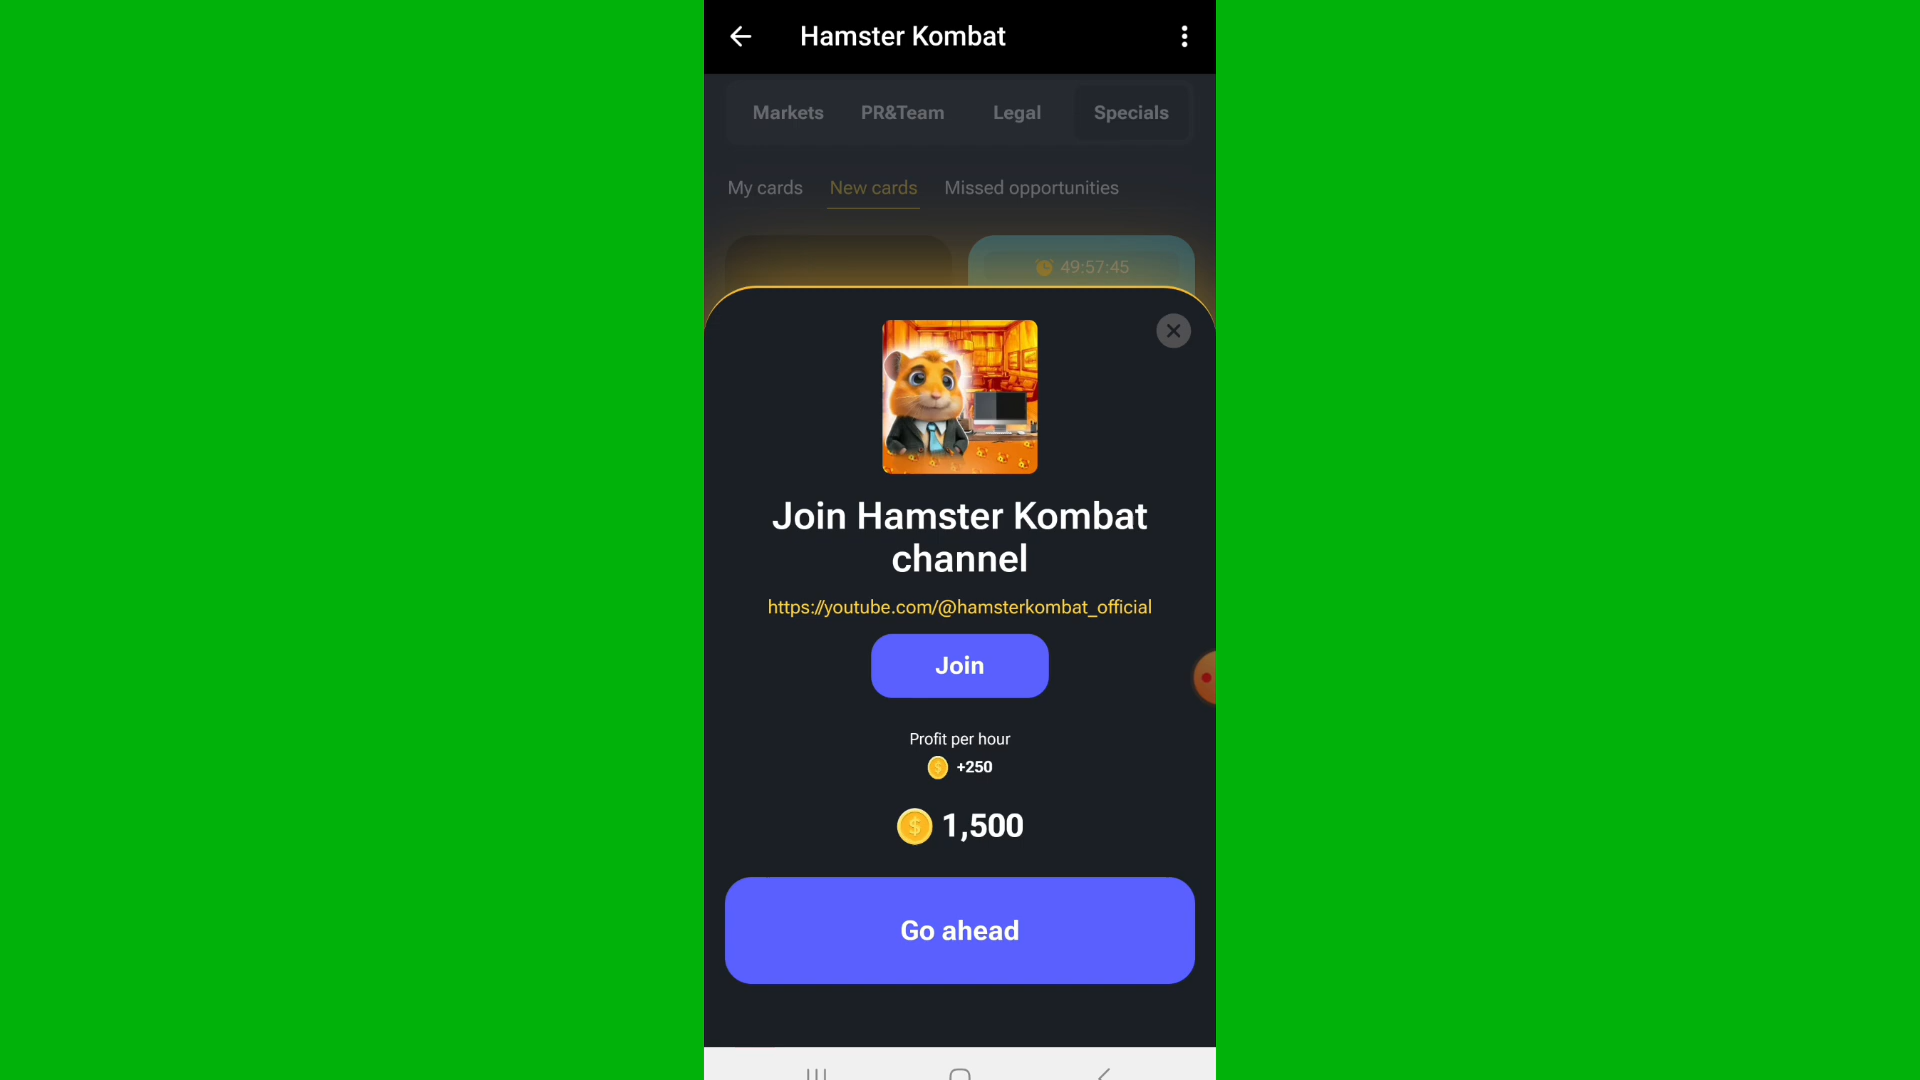 Hamster Kombat
Markets PR&Team Legal Specials
My cards New cards Missed opportunities
49:57:45
Join Hamster Kombat
channel
https://youtube.com/@hamsterkombat_official
Join
Profit per hour
+250
1,500
Go ahead